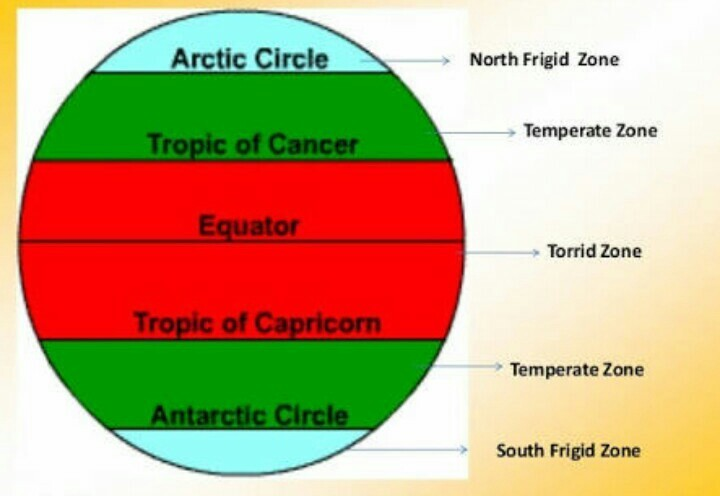 Arctic Circle
North Frigid Zone
Temperate Zone
Tropic of Cancer
Equator
Torrid Zone
Tropic of Capricorn
Temperate Zone
Antarctic Circle
South Frigid Zone